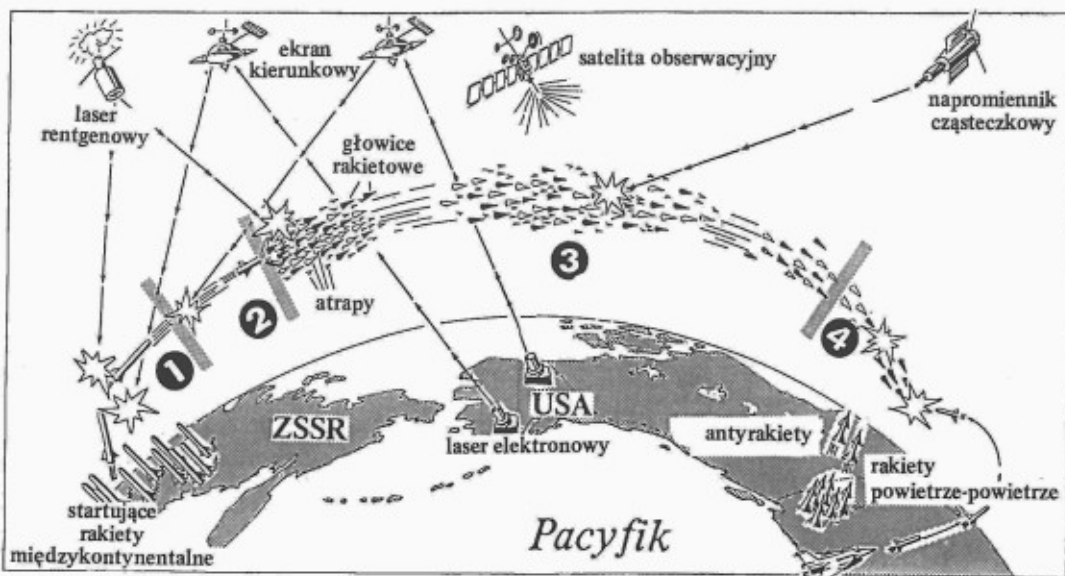 ekran
kierunkowy
satelita obserwacyjny
laser
rentgenowy
napromiennik
cząsteczkowy
głowice
rakietowe
atrapy
1
2
3
4
ZSSR
USA
laser elektronowy
antyrakiety
rakiety
powietrze-powietrze
startujące
rakiety
międzykontynentalne
Pacyfik